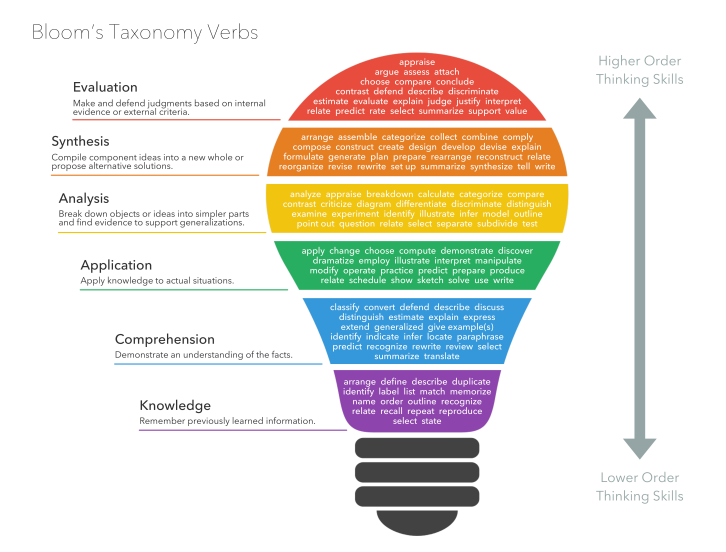 Bloom's Taxonomy Verbs
Higher Order
Thinking Skills
Evaluation
Make and defend judgments based on internal
evidence or external criteria.
appraise
argue assess attach
choose compare conclude
contrast defend describe discriminate
estimate evaluate explain judge justify interpret
relate predict rate select summarize support value
Synthesis
Compile component ideas into a new whole or
propose alternative solutions.
arrange assemble categorize collect combine comply
compose construct create design develop devise explain
formulate generate plan prepare rearrange reconstruct relate
reorganize revise rewrite set up summarize synthesize tell write
Analysis
Break down objects or ideas into simpler parts
and find evidence to support generalizations.
analyze appraise breakdown calculate categorize compare
contrast criticize diagram differentiate discriminate distinguish
examine experiment identify illustrate infer model outline
point out question relate select separate subdivide test
Application
Apply knowledge to actual situations.
apply change choose compute demonstrate discover
dramatize employ illustrate interpret manipulate
modify operate practice predict prepare produce
relate schedule show sketch solve use write
Comprehension
Demonstrate an understanding of the facts.
classify convert defend describe discuss
distinguish estimate explain express
extend generalized give example(s)
identify indicate infer locate paraphrase
predict recognize rewrite review select
summarize translate
Knowledge
Remember previously learned information.
arrange define describe duplicate
identify label list match memorize
name order outline recognize
relate recall repeat reproduce
select state
Lower Order
Thinking Skills